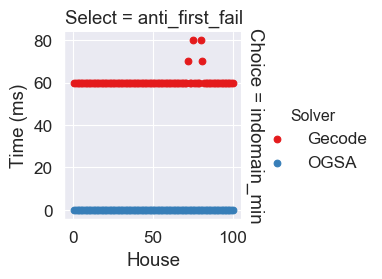 Select = anti_first_fail
Choice = indomain_min
Time (ms)
80
60
40
20
0
0
50
100
House
Solver
Gecode
OGSA